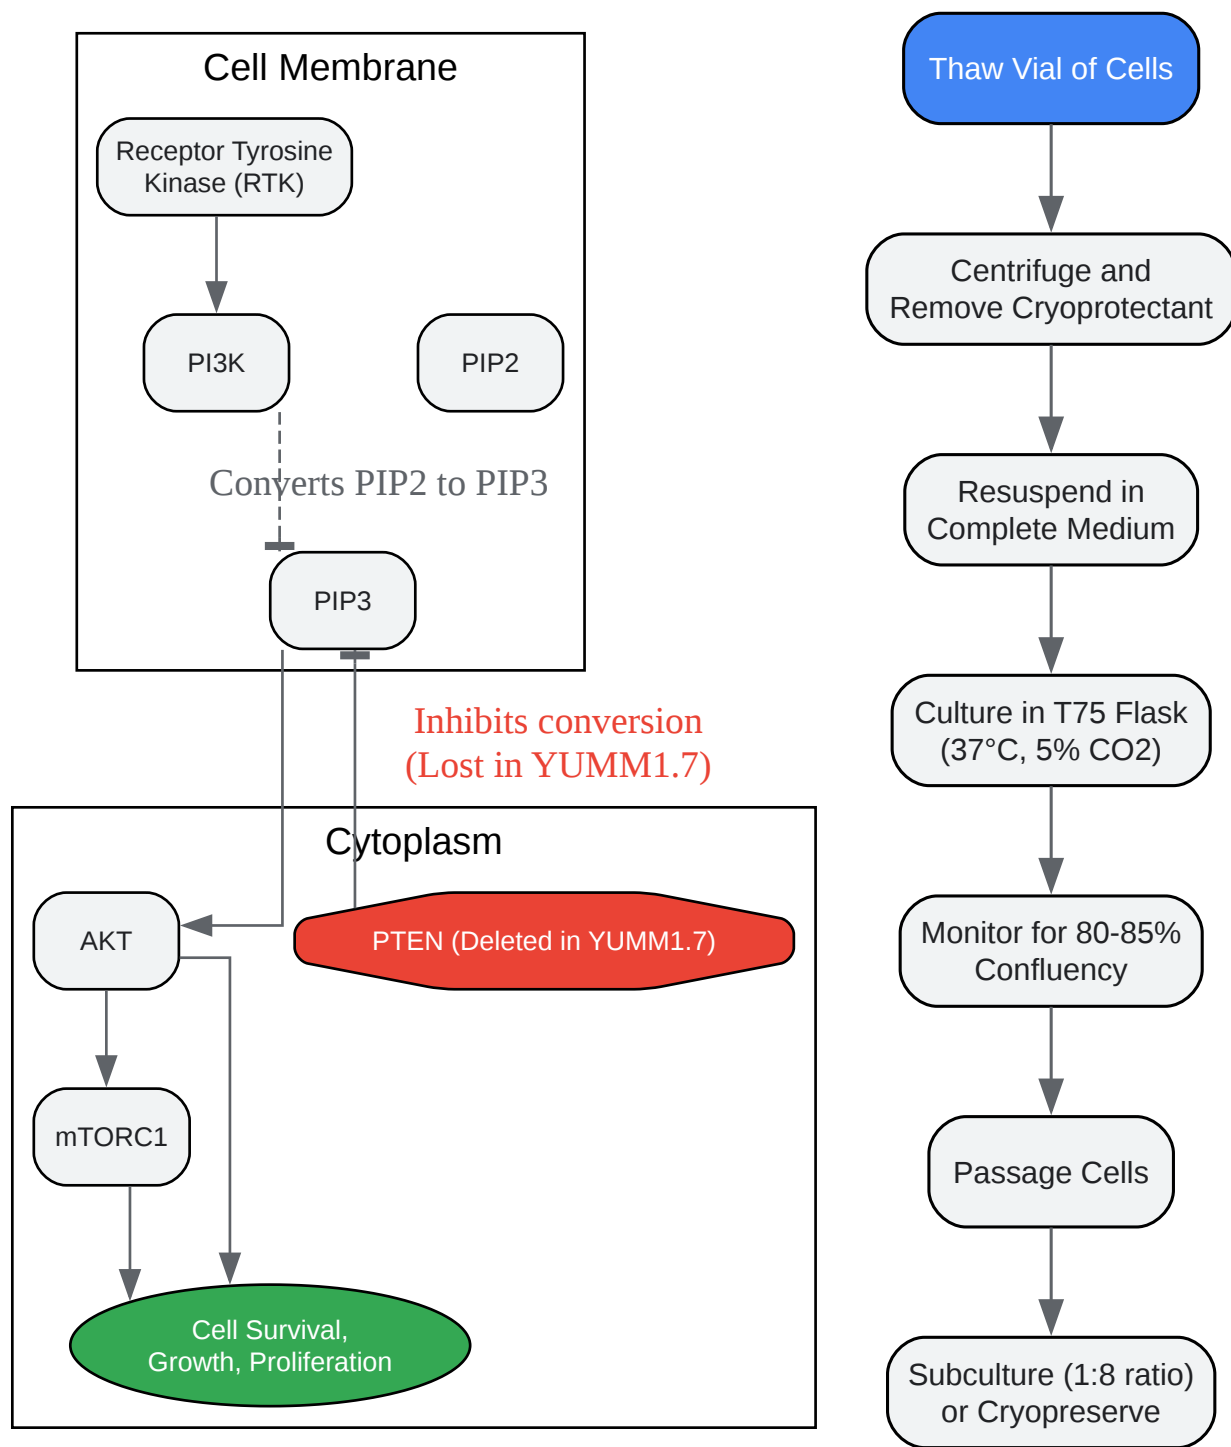 Cell Membrane
Receptor Tyrosine
Kinase (RTK)
PI3K
PIP2
Converts PIP2 to PIP3
PIP3
Inhibits conversion
(Lost in YUMM1.7)
Cytoplasm
AKT
PTEN (Deleted in YUMM1.7)
mTORC1
Cell Survival,
Growth, Proliferation
Thaw Vial of Cells
Centrifuge and
Remove Cryoprotectant
Resuspend in
Complete Medium
Culture in T75 Flask
(37°C, 5% CO2)
Monitor for 80-85%
Confluency
Passage Cells
Subculture (1:8 ratio)
or Cryopreserve